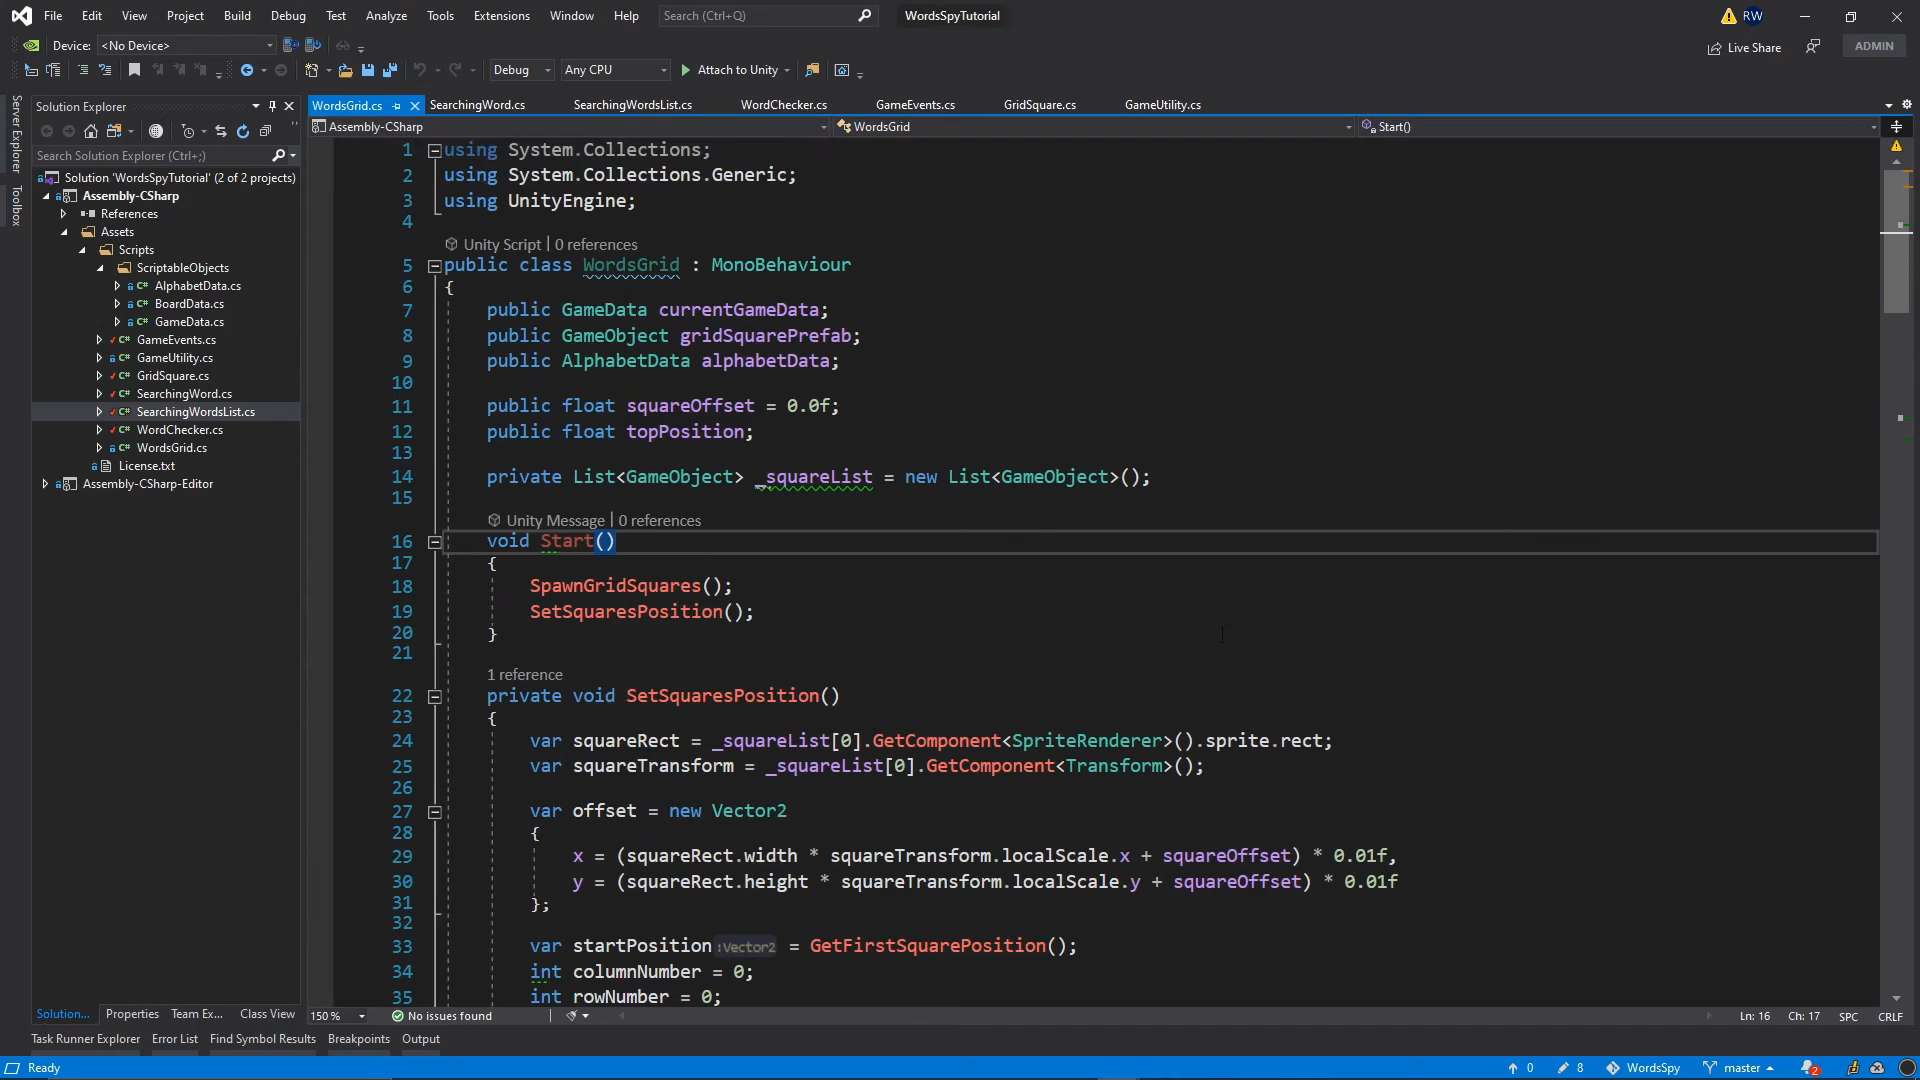 File Edit View Project Build Debug Test Analyze Tools Extensions Window Help Search (Ctrl+Q) WordsSpyTutorial RW
Device: <No Device> Live Share ADMIN
Debug Any CPU Attach to Unity
Server Explorer
Toolbox
Solution Explorer
Search Solution Explorer (Ctrl+;)
Solution 'WordsSpyTutorial' (2 of 2 projects)
Assembly-CSharp
References
Assets
Scripts
ScriptableObjects
C# AlphabetData.cs
C# BoardData.cs
C# GameData.cs
C# GameEvents.cs
C# GameUtility.cs
C# GridSquare.cs
C# SearchingWord.cs
C# SearchingWordsList.cs
C# WordChecker.cs
C# WordsGrid.cs
License.txt
Assembly-CSharp-Editor
Solution... Properties Team Ex... Class View
WordsGrid.cs SearchingWord.cs SearchingWordsList.cs WordChecker.cs GameEvents.cs GridSquare.cs GameUtility.cs
Assembly-CSharp WordsGrid Start()
1 using System.Collections;
2 using System.Collections.Generic;
3 using UnityEngine;
4
Unity Script | 0 references
5 public class WordsGrid : MonoBehaviour
6 {
7 public GameData currentGameData;
8 public GameObject gridSquarePrefab;
9 public AlphabetData alphabetData;
10
11 public float squareOffset = 0.0f;
12 public float topPosition;
13
14 private List<GameObject> _squareList = new List<GameObject>();
15
Unity Message | 0 references
16 void Start()
17 {
18 SpawnGridSquares();
19 SetSquaresPosition();
20 }
21
1 reference
22 private void SetSquaresPosition()
23 {
24 var squareRect = _squareList[0].GetComponent<SpriteRenderer>().sprite.rect;
25 var squareTransform = _squareList[0].GetComponent<Transform>();
26
27 var offset = new Vector2
28 {
29 x = (squareRect.width * squareTransform.localScale.x + squareOffset) * 0.01f,
30 y = (squareRect.height * squareTransform.localScale.y + squareOffset) * 0.01f
31 };
32
33 var startPosition :Vector2 = GetFirstSquarePosition();
34 int columnNumber = 0;
35 int rowNumber = 0;
150 % No issues found Ln: 16 Ch: 17 SPC CRLF
Task Runner Explorer Error List Find Symbol Results Breakpoints Output
Ready 0 8 WordsSpy master 2